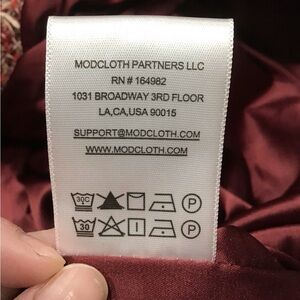 MODCLOTH PARTNERS LLC
RN # 164982
1031 BROADWAY 3RD FLOOR
LA,CA,USA 90015
SUPPORT@MODCLOTH.COM
WWW.MODCLOTH.COM
30C P
30 P